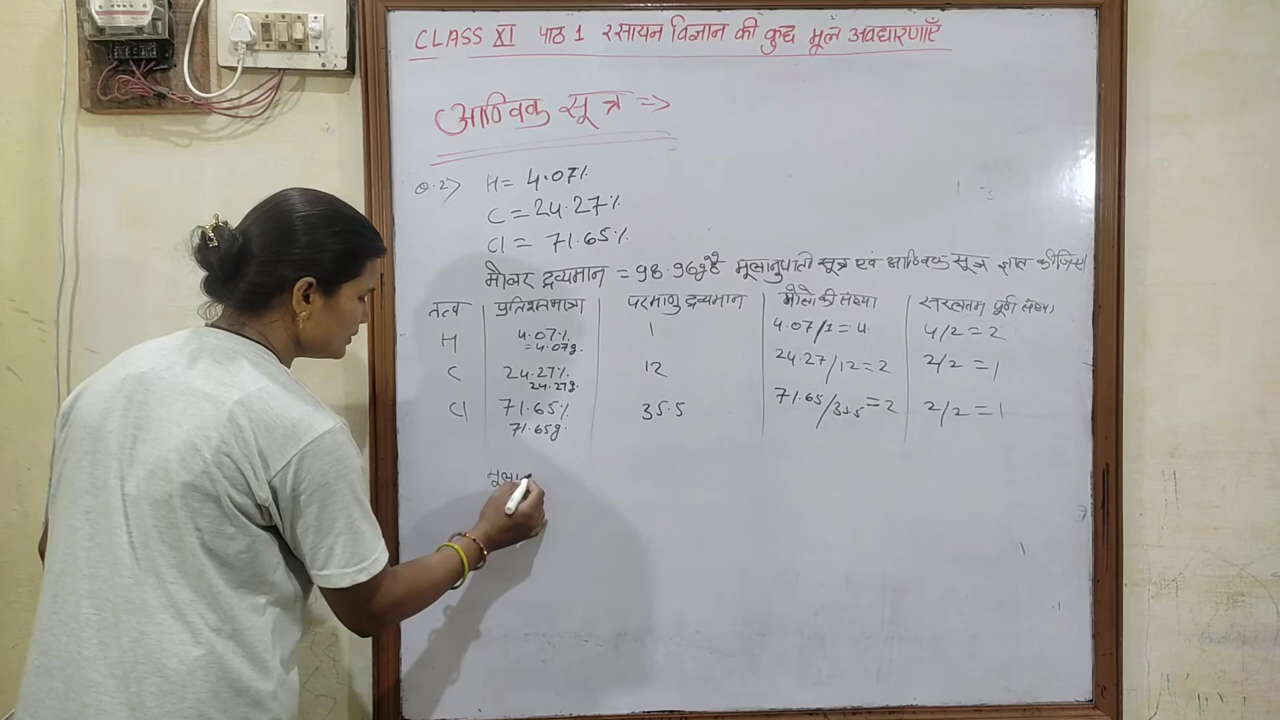 CLASS XI पाठ 1 रसायन विज्ञान की कुछ मूल अवधारणाएँ
आण्विक सूत्र =>
Q.2> H = 4.07%
C = 24.27%
Cl = 71.65%
मोलर द्रव्यमान = 98.96g है मूलानुपाती सूत्र एवं आण्विक सूत्र ज्ञात कीजिए
तत्व प्रतिशतमात्रा परमाणु द्रव्यमान मोलो की संख्या सरलतम पूर्ण संख्या
H 4.07% 1 4.07/1 = 4 4/2 = 2
= 4.07g.
C 24.27% 12 24.27/12 = 2 2/2 = 1
24.27g.
Cl 71.65% 35.5 71.65/35.5 = 2 2/2 = 1
71.65g.
मूला